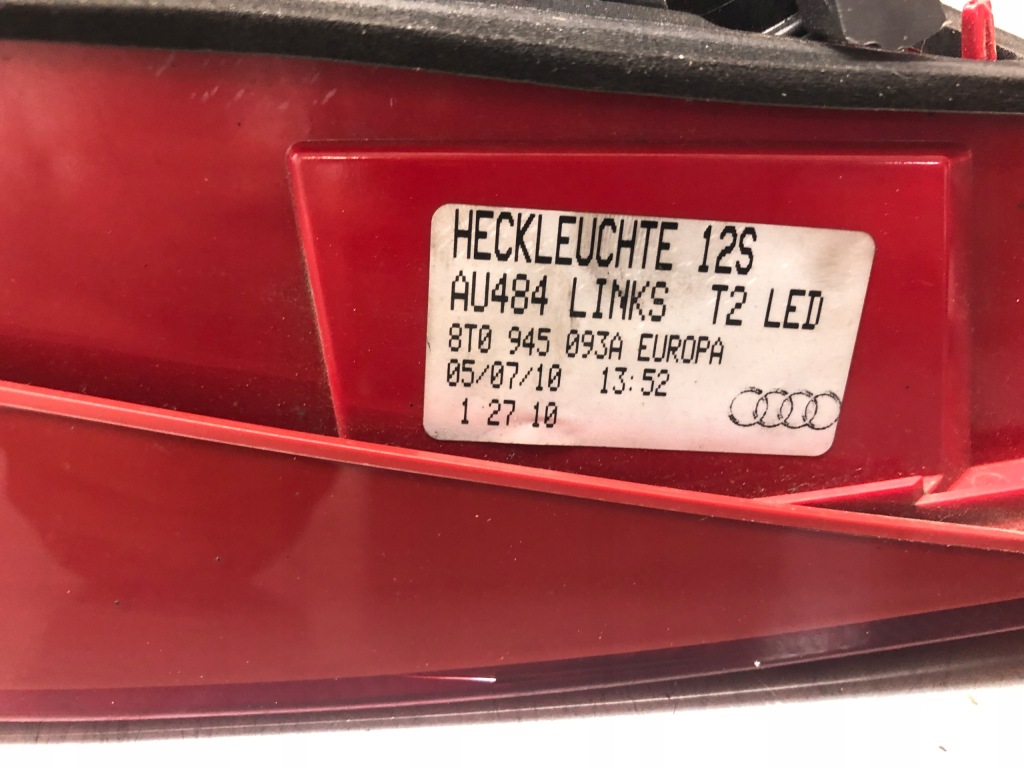 HECKLEUCHTE 12S
AU484 LINKS T2 LED
8T0 945 093A EUROPA
05/07/10 13:52
1 27 10